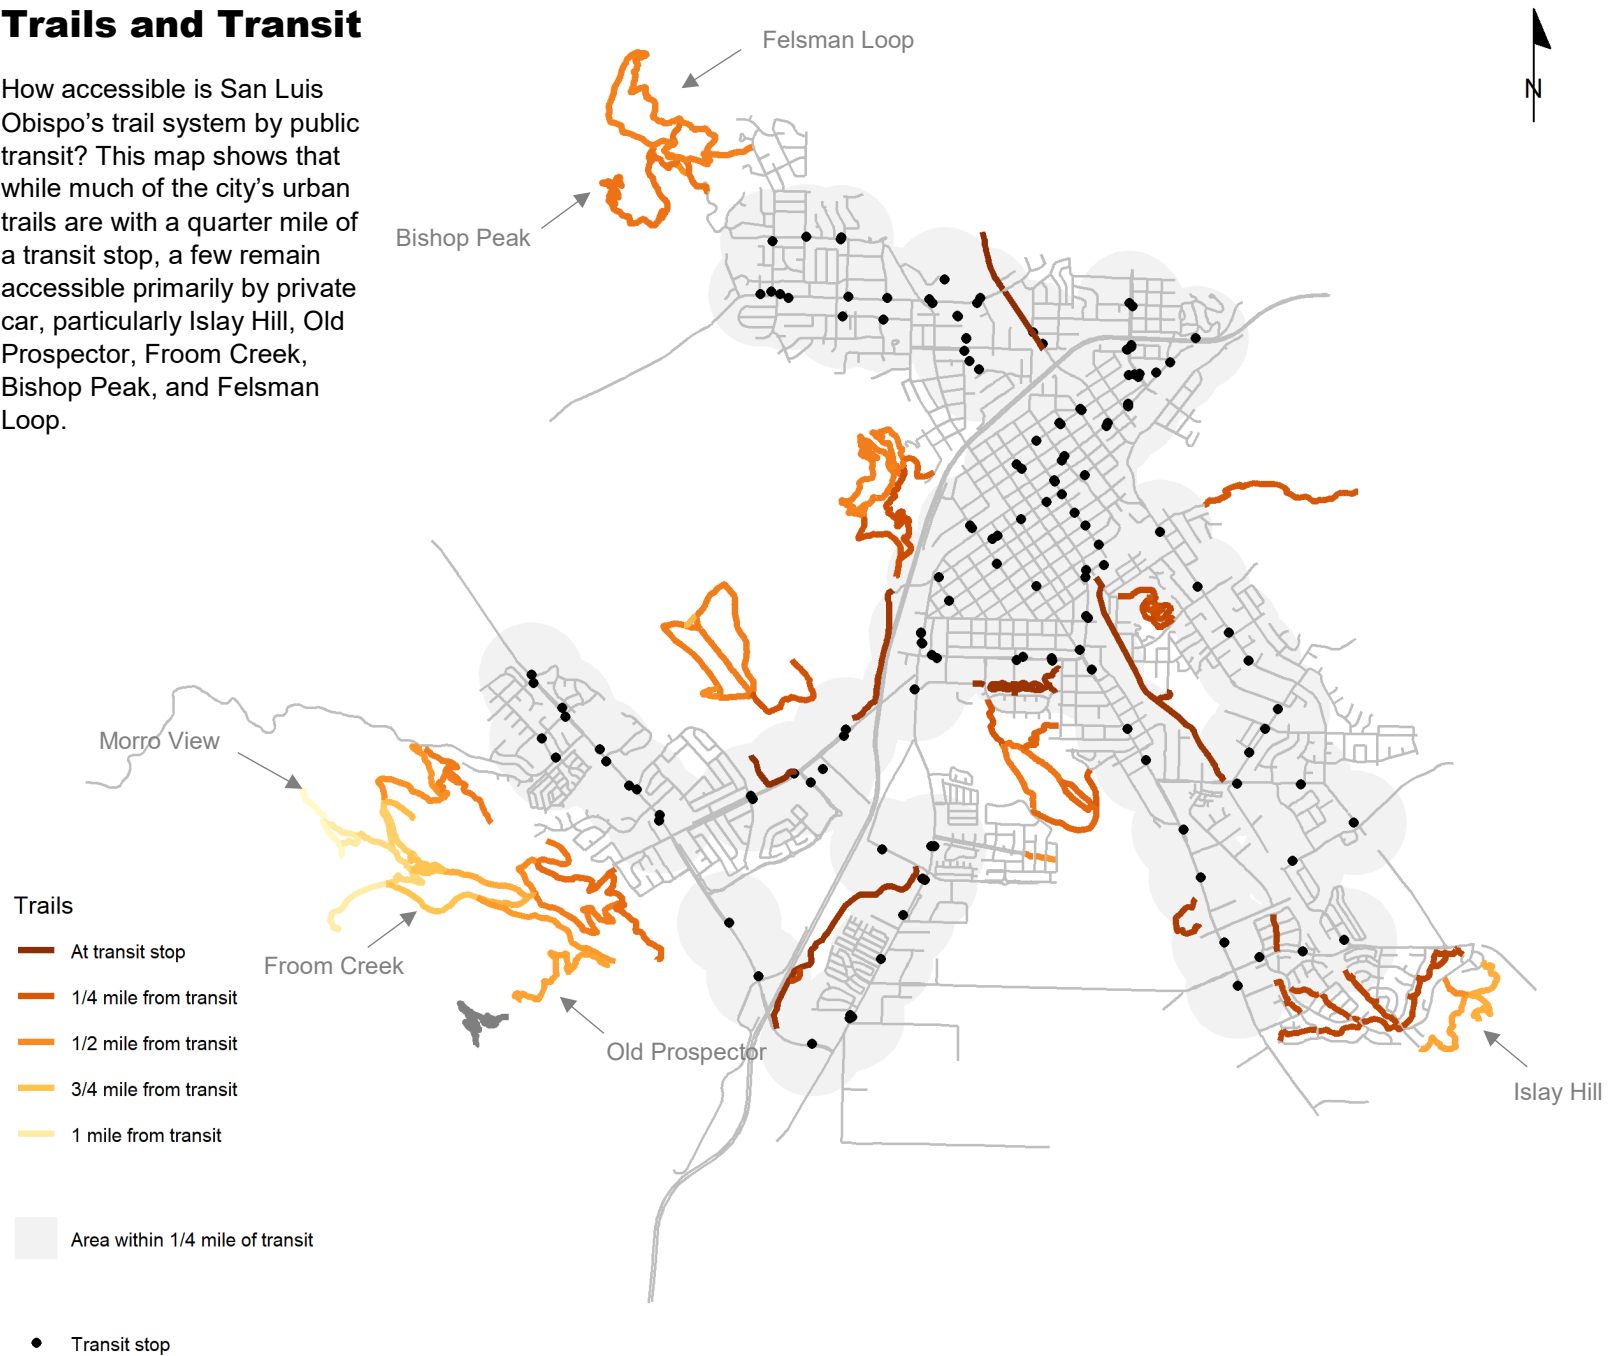 Trails and Transit
How accessible is San Luis
Obispo’s trail system by public
transit? This map shows that
while much of the city’s urban
trails are with a quarter mile of
a transit stop, a few remain
accessible primarily by private
car, particularly Islay Hill, Old
Prospector, Froom Creek,
Bishop Peak, and Felsman
Loop.
Felsman Loop
N
Bishop Peak
Morro View
Froom Creek
Old Prospector
Islay Hill
Trails
At transit stop
1/4 mile from transit
1/2 mile from transit
3/4 mile from transit
1 mile from transit
Area within 1/4 mile of transit
Transit stop